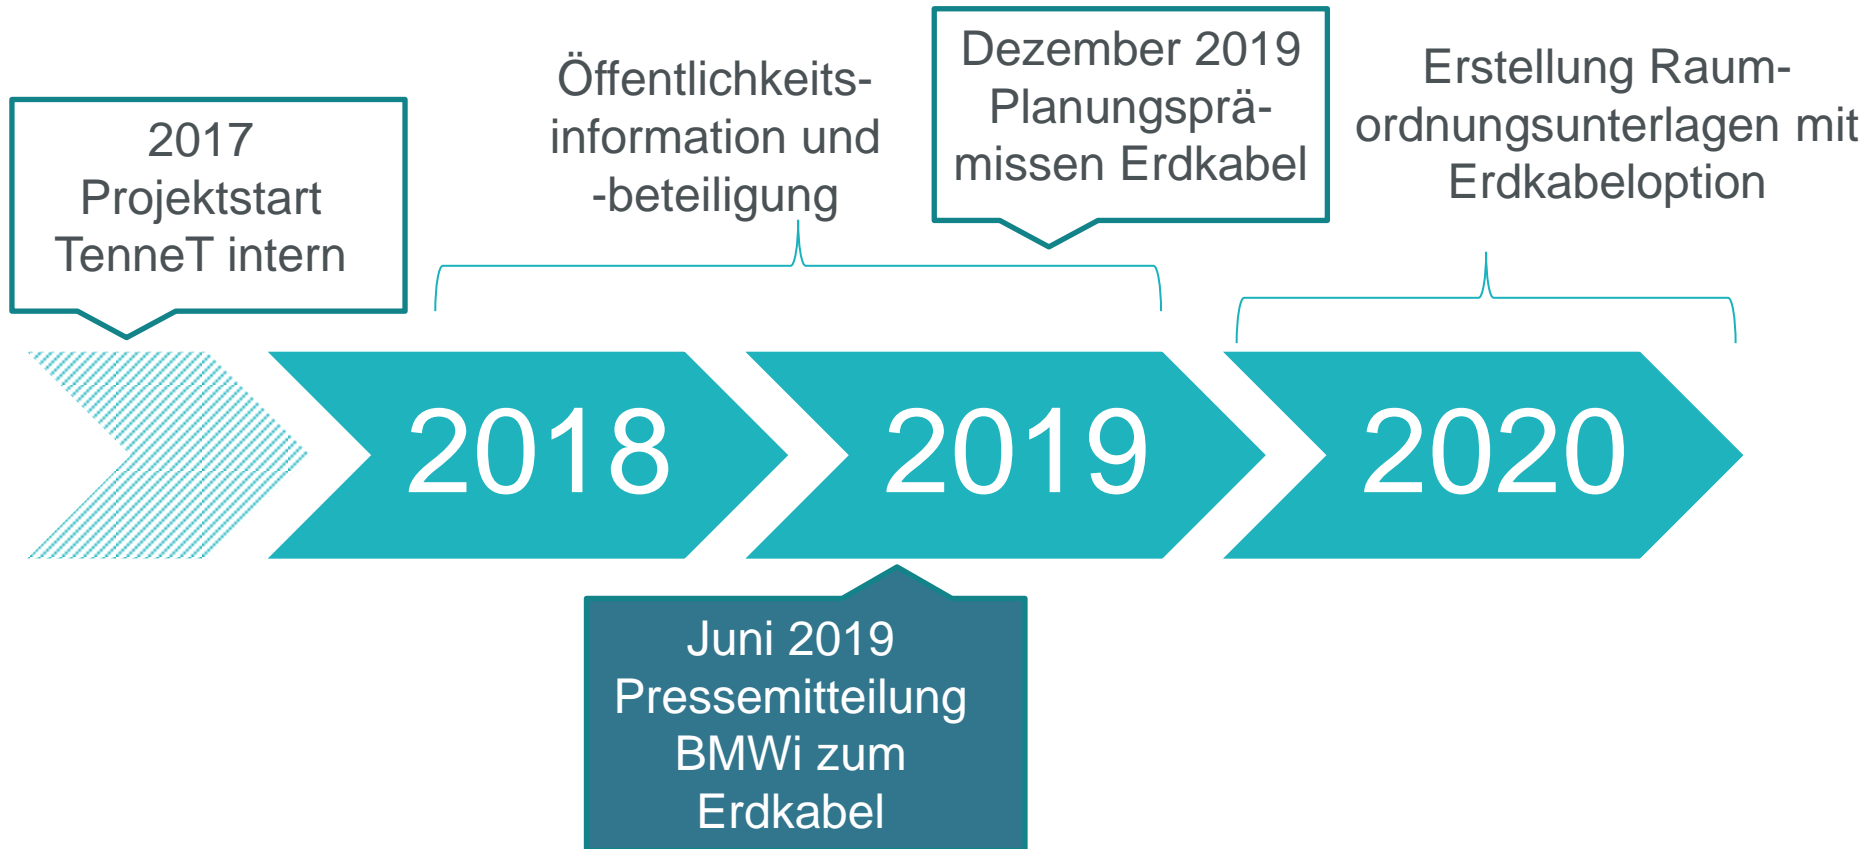 2017
Projektstart
TenneT intern
Öffentlichkeits-
information und
-beteiligung
Dezember 2019
Planungsprä-
missen Erdkabel
Erstellung Raum-
ordnungsunterlagen mit
Erdkabeloption
2018
2019
2020
Juni 2019
Pressemitteilung
BMWi zum
Erdkabel